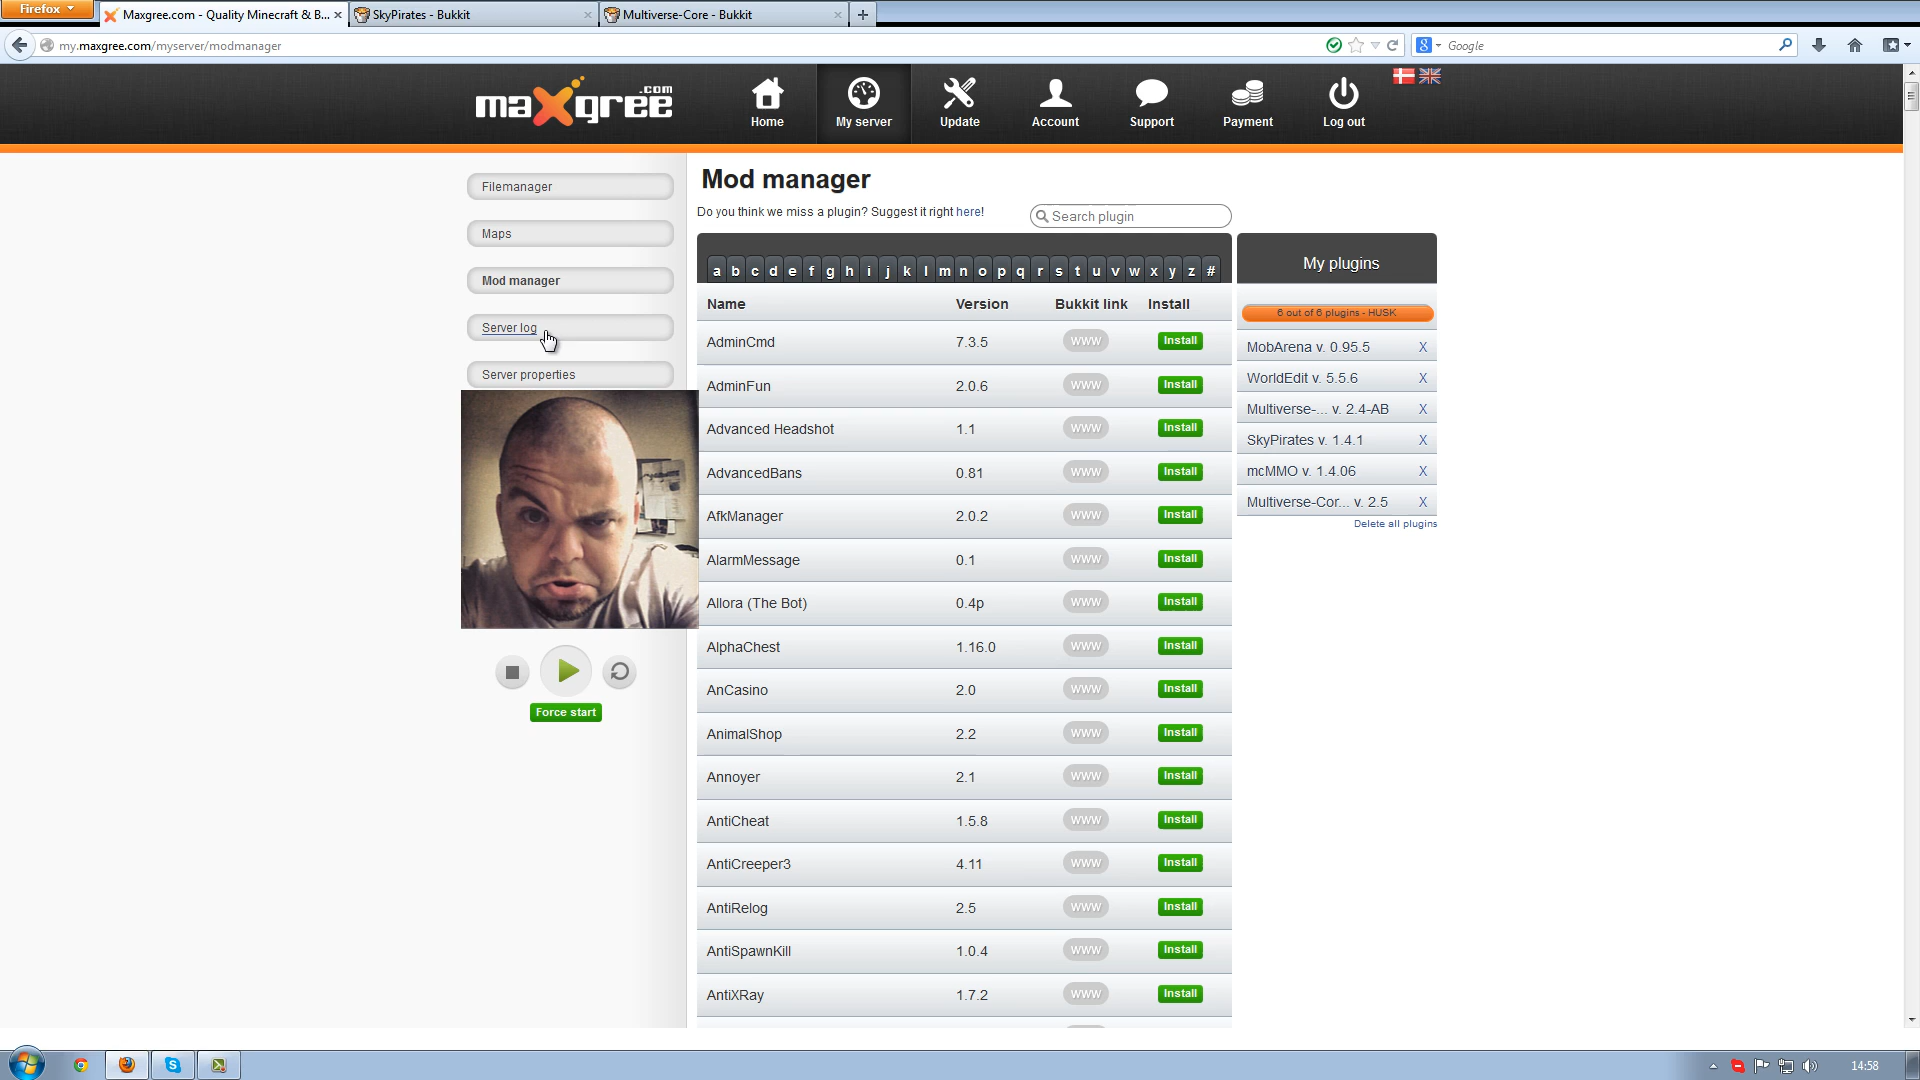 Firefox
Maxgree.com - Quality Minecraft & B...
SkyPirates - Bukkit
Multiverse-Core - Bukkit
my.maxgree.com/myserver/modmanager
Google
maxgree.com
Home
My server
Update
Account
Support
Payment
Log out
Filemanager
Maps
Mod manager
Server log
Server properties
Force start
Mod manager
Do you think we miss a plugin? Suggest it right here!
Search plugin
a b c d e f g h i j k l m n o p q r s t u v w x y z #
Name Version Bukkit link Install
AdminCmd 7.3.5 www Install
AdminFun 2.0.6 www Install
Advanced Headshot 1.1 www Install
AdvancedBans 0.81 www Install
AfkManager 2.0.2 www Install
AlarmMessage 0.1 www Install
Allora (The Bot) 0.4p www Install
AlphaChest 1.16.0 www Install
AnCasino 2.0 www Install
AnimalShop 2.2 www Install
Annoyer 2.1 www Install
AntiCheat 1.5.8 www Install
AntiCreeper3 4.11 www Install
AntiRelog 2.5 www Install
AntiSpawnKill 1.0.4 www Install
AntiXRay 1.7.2 www Install
My plugins
6 out of 6 plugins - HUSK
MobArena v. 0.95.5 X
WorldEdit v. 5.5.6 X
Multiverse-... v. 2.4-AB X
SkyPirates v. 1.4.1 X
mcMMO v. 1.4.06 X
Multiverse-Cor... v. 2.5 X
Delete all plugins
14:58